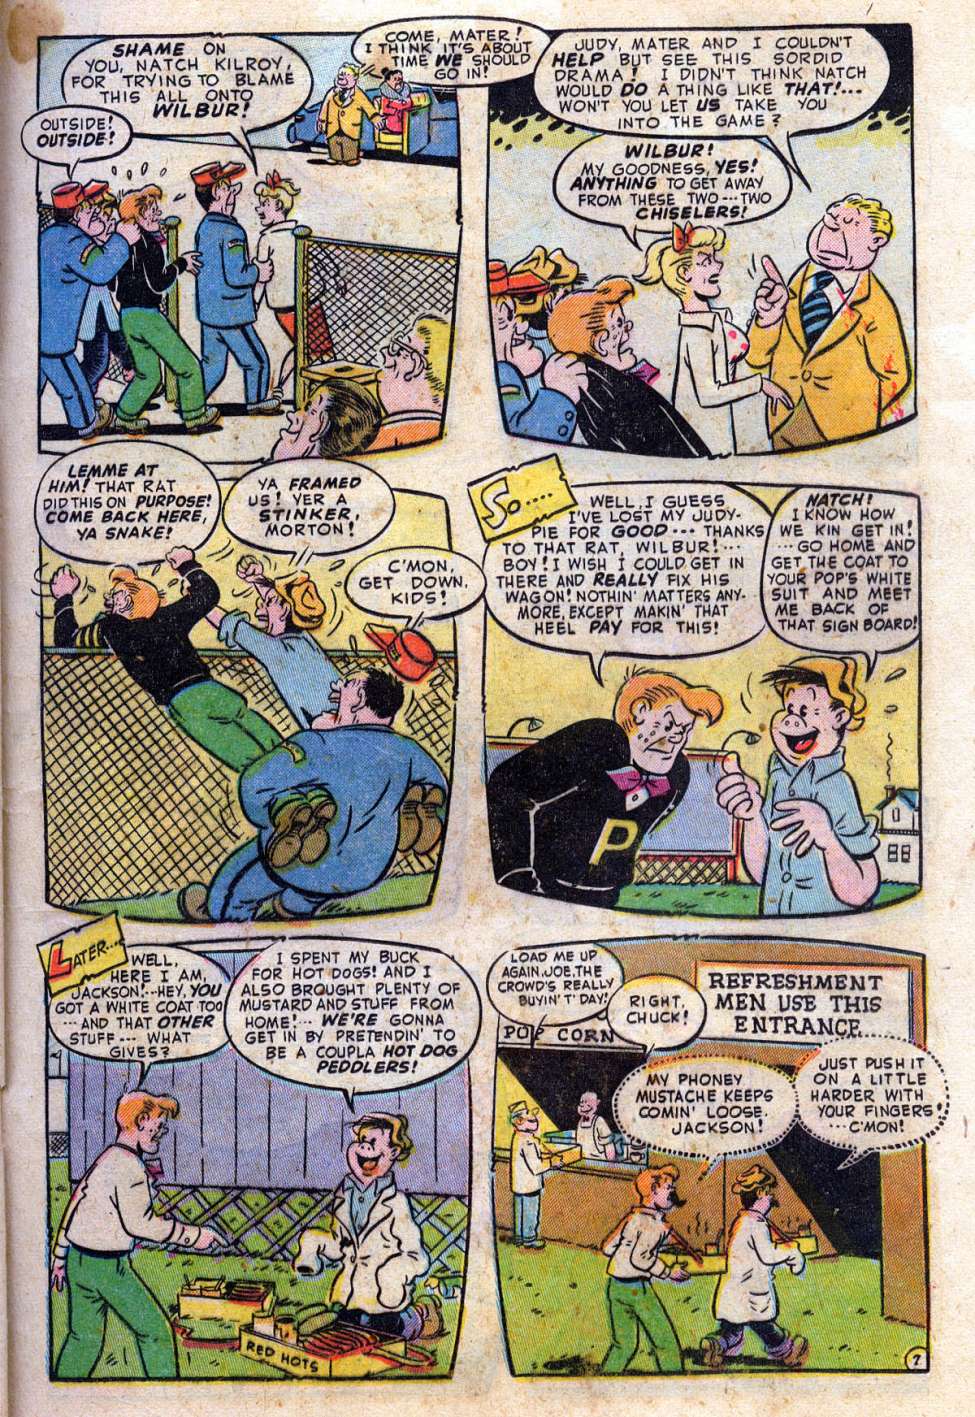 SHAME ON
YOU, NATCH KILROY,
FOR TRYING TO BLAME
THIS ALL ONTO
WILBUR!
OUTSIDE!
OUTSIDE!
COME, MATER!
I THINK IT'S ABOUT
TIME WE SHOULD
GO IN!
JUDY, MATER AND I COULDN'T
HELP BUT SEE THIS SORDID
DRAMA! I DIDN'T THINK NATCH
WOULD DO A THING LIKE THAT!...
WON'T YOU LET US TAKE YOU
INTO THE GAME?
WILBUR!
MY GOODNESS, YES!
ANYTHING TO GET AWAY
FROM THESE TWO---TWO
CHISELERS!
LEMME AT
HIM! THAT RAT
DID THIS ON PURPOSE!
COME BACK HERE,
YA SNAKE!
YA FRAMED
US! YER A
STINKER,
MORTON!
C'MON,
GET DOWN,
KIDS!
SO.....
WELL, I GUESS
I'VE LOST MY JUDY-
PIE FOR GOOD--- THANKS
TO THAT RAT, WILBUR!...
BOY! I WISH I COULD GET IN
THERE AND REALLY FIX HIS
WAGON! NOTHIN' MATTERS ANY-
MORE, EXCEPT MAKIN' THAT
HEEL PAY FOR THIS!
NATCH!
I KNOW HOW
WE KIN GET IN!
...GO HOME AND
GET THE COAT TO
YOUR POP'S WHITE
SUIT AND MEET
ME BACK OF
THAT SIGN BOARD!
P
LATER...
WELL,
HERE I AM,
JACKSON!--HEY, YOU
GOT A WHITE COAT TOO
---AND THAT OTHER
STUFF--- WHAT
GIVES?
I SPENT MY BUCK
FOR HOT DOGS! AND I
ALSO BROUGHT PLENTY OF
MUSTARD AND STUFF FROM
HOME!... WE'RE GONNA
GET IN BY PRETENDIN' TO
BE A COUPLA HOT DOG
PEDDLERS!
RED HOTS
LOAD ME UP
AGAIN, JOE, THE
CROWD'S REALLY
BUYIN' T'DAY!
RIGHT,
CHUCK!
POP CORN
REFRESHMENT
MEN USE THIS
ENTRANCE.....
MY PHONEY
MUSTACHE KEEPS
COMIN' LOOSE,
JACKSON!
JUST PUSH IT
ON A LITTLE
HARDER WITH
YOUR FINGERS!
...C'MON!
7